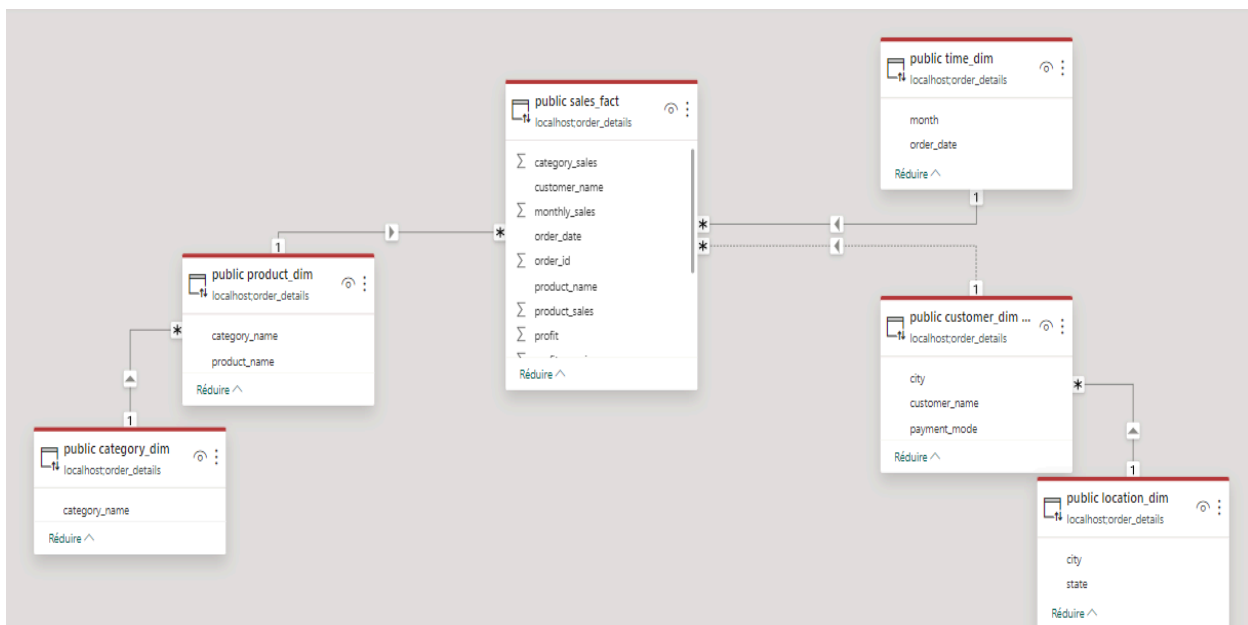 public time_dim
localhost;order_details
month
order_date
Réduire
1
public sales_fact
localhost;order_details
category_sales
customer_name
monthly_sales
order_date
order_id
product_name
product_sales
profit
Réduire
*
*
*
1
public product_dim
localhost;order_details
category_name
product_name
Réduire
*
1
public category_dim
localhost;order_details
category_name
Réduire
1
public customer_dim ...
localhost;order_details
city
customer_name
payment_mode
Réduire
*
1
public location_dim
localhost;order_details
city
state
Réduire